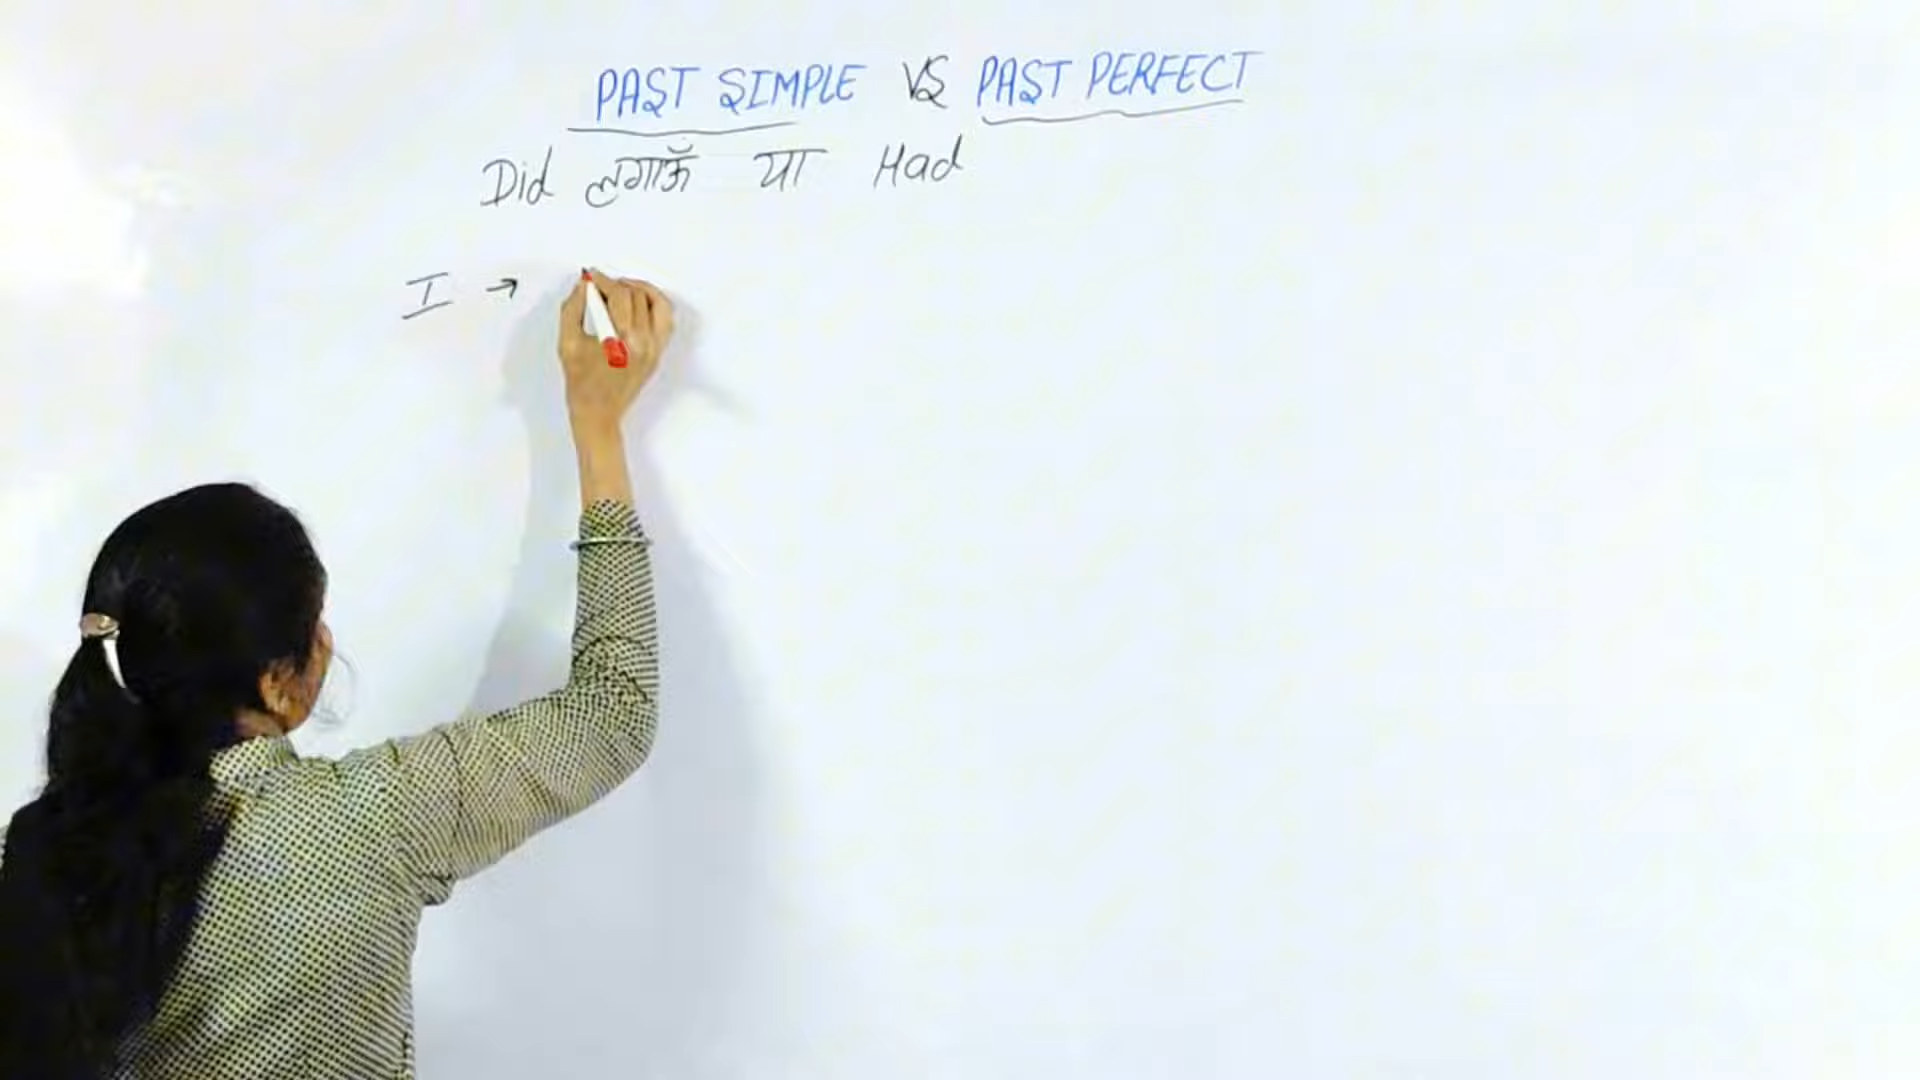 PAST SIMPLE VS PAST PERFECT
Did लगाऊँ या Had
I →